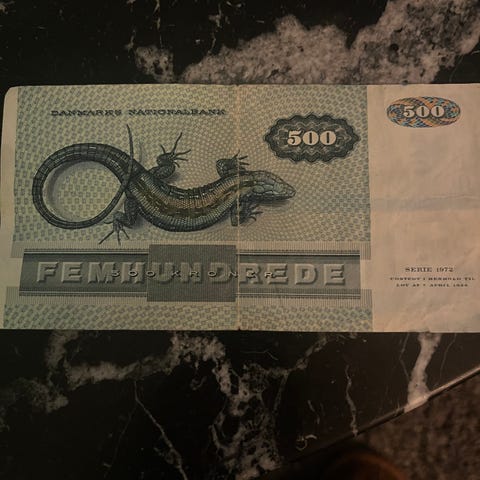 DANMARKS NATIONALBANK
500
500
FEMHUNDREDE
500 KRONER
SERIE 1972
UDSTEDT I HENHOLD TIL
LOV AF 7 APRIL 1936